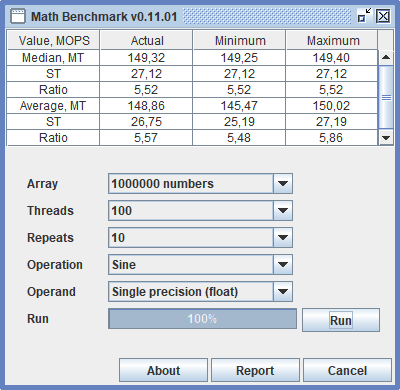 Math Benchmark v0.11.01
Value, MOPS Actual Minimum Maximum
Median, MT 149,32 149,25 149,40
ST 27,12 27,12 27,12
Ratio 5,52 5,52 5,52
Average, MT 148,86 145,47 150,02
ST 26,75 25,19 27,19
Ratio 5,57 5,48 5,86
Array 1000000 numbers
Threads 100
Repeats 10
Operation Sine
Operand Single precision (float)
Run 100% Run
About Report Cancel